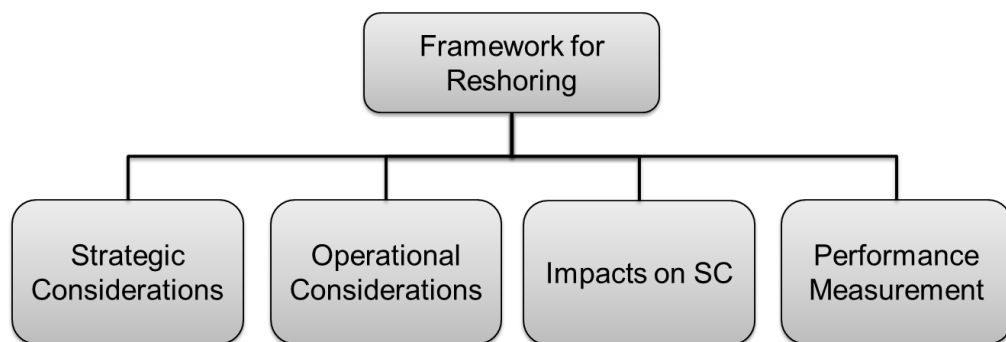 Framework for
Reshoring
Strategic
Considerations
Operational
Considerations
Impacts on SC
Performance
Measurement